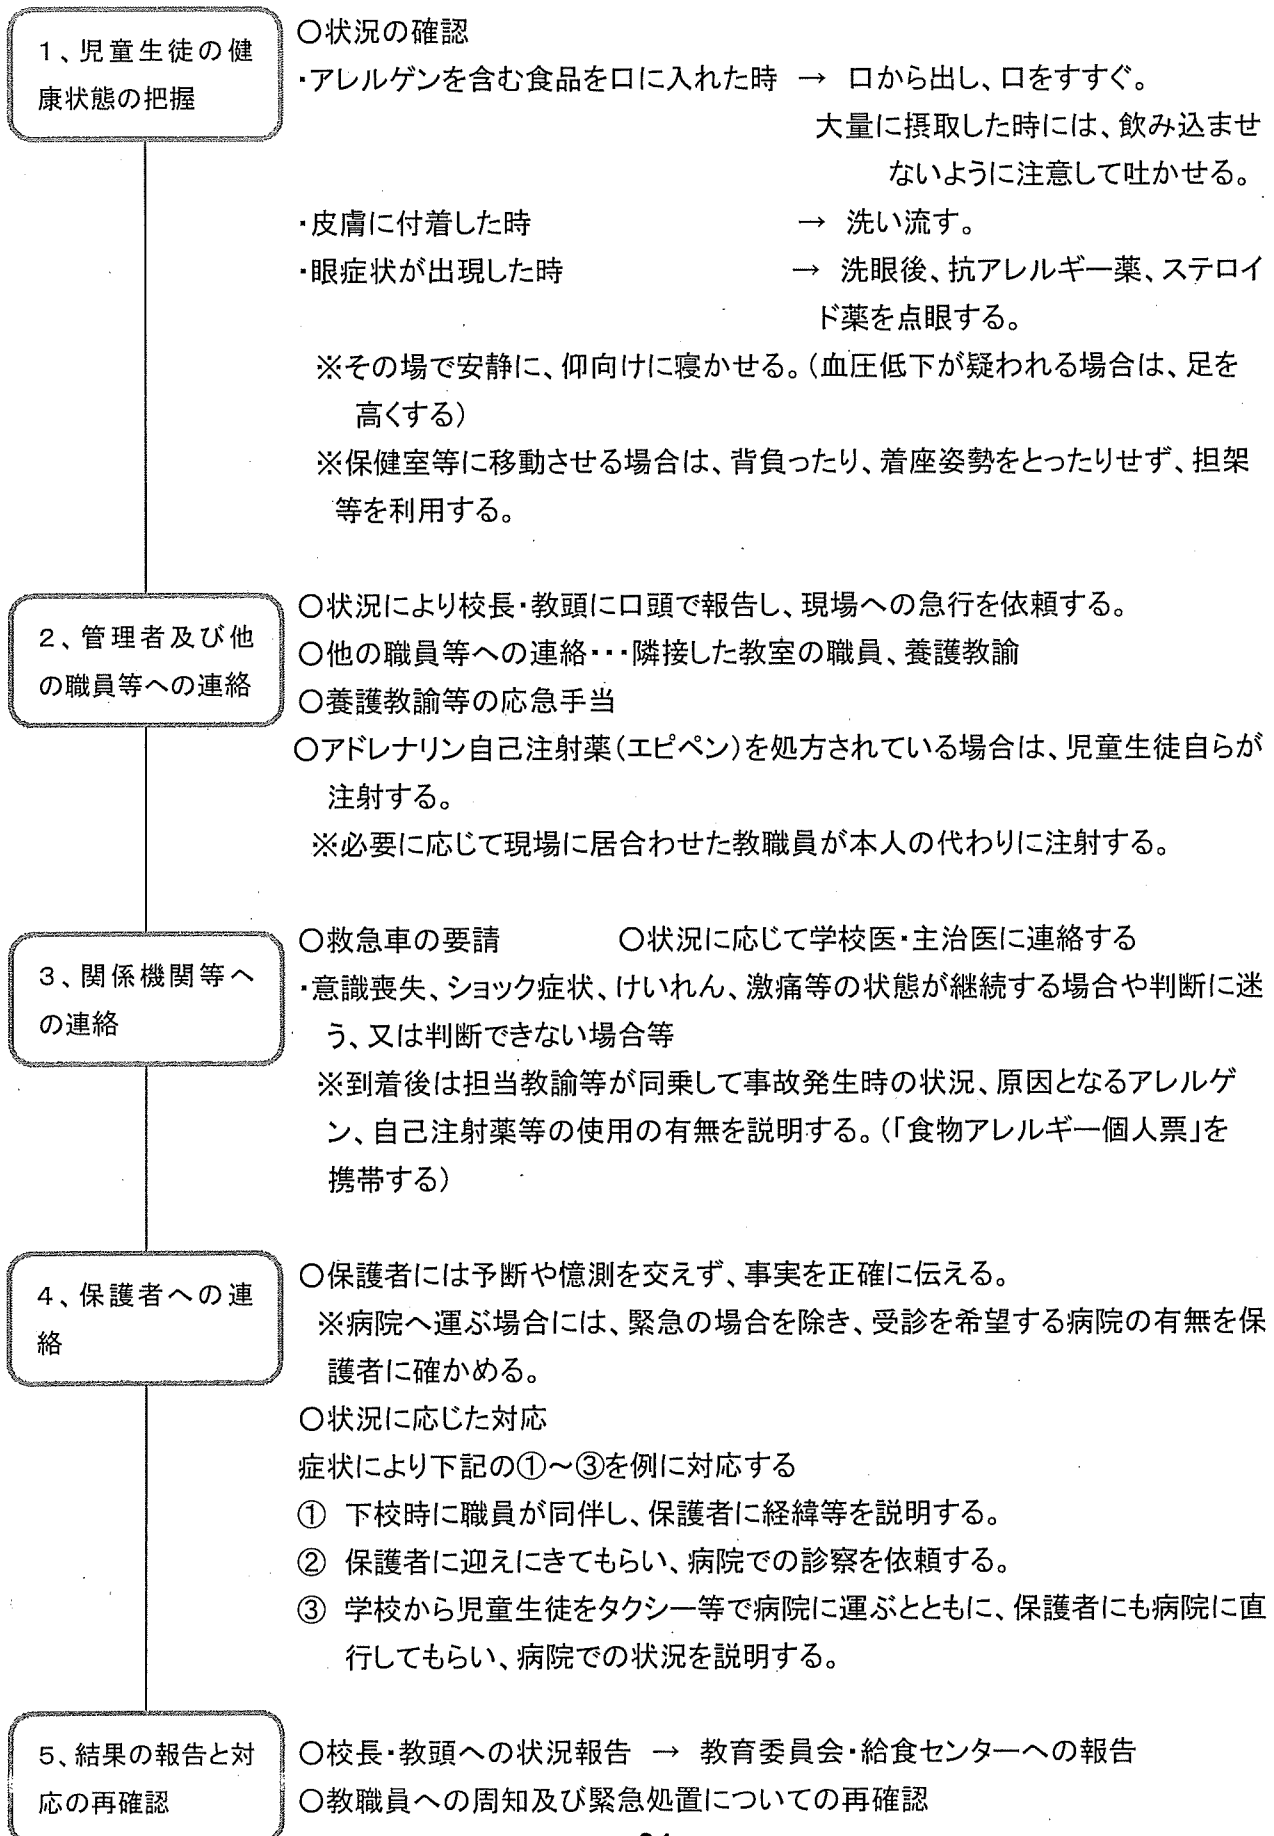 1、児童生徒の健
康状態の把握
〇状況の確認
・アレルゲンを含む食品を口に入れた時 → 口から出し、口をすすぐ。
大量に摂取した時には、飲み込ませ
ないように注意して吐かせる。
・皮膚に付着した時 → 洗い流す。
・眼症状が出現した時 → 洗眼後、抗アレルギー薬、ステロイ
ド薬を点眼する。
※その場で安静に、仰向けに寝かせる。(血圧低下が疑われる場合は、足を
高くする)
※保健室等に移動させる場合は、背負ったり、着座姿勢をとったりせず、担架
等を利用する。
2、管理者及び他
の職員等への連絡
〇状況により校長・教頭に口頭で報告し、現場への急行を依頼する。
〇他の職員等への連絡・・・隣接した教室の職員、養護教諭
〇養護教諭等の応急手当
〇アドレナリン自己注射薬(エピペン)を処方されている場合は、児童生徒自らが
注射する。
※必要に応じて現場に居合わせた教職員が本人の代わりに注射する。
3、関係機関等へ
の連絡
〇救急車の要請 〇状況に応じて学校医・主治医に連絡する
・意識喪失、ショック症状、けいれん、激痛等の状態が継続する場合や判断に迷
う、又は判断できない場合等
※到着後は担当教諭等が同乗して事故発生時の状況、原因となるアレルゲ
ン、自己注射薬等の使用の有無を説明する。(「食物アレルギー個人票」を
携帯する)
4、保護者への連
絡
〇保護者には予断や憶測を交えず、事実を正確に伝える。
※病院へ運ぶ場合には、緊急の場合を除き、受診を希望する病院の有無を保
護者に確かめる。
〇状況に応じた対応
症状により下記の①~③を例に対応する
① 下校時に職員が同伴し、保護者に経緯等を説明する。
② 保護者に迎えにきてもらい、病院での診察を依頼する。
③ 学校から児童生徒をタクシー等で病院に運ぶとともに、保護者にも病院に直
行してもらい、病院での状況を説明する。
5、結果の報告と対
応の再確認
〇校長・教頭への状況報告 → 教育委員会・給食センターへの報告
〇教職員への周知及び緊急処置についての再確認